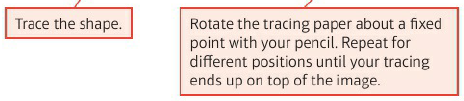 Trace the shape.
Rotate the tracing paper about a fixed
point with your pencil. Repeat for
different positions until your tracing
ends up on top of the image.